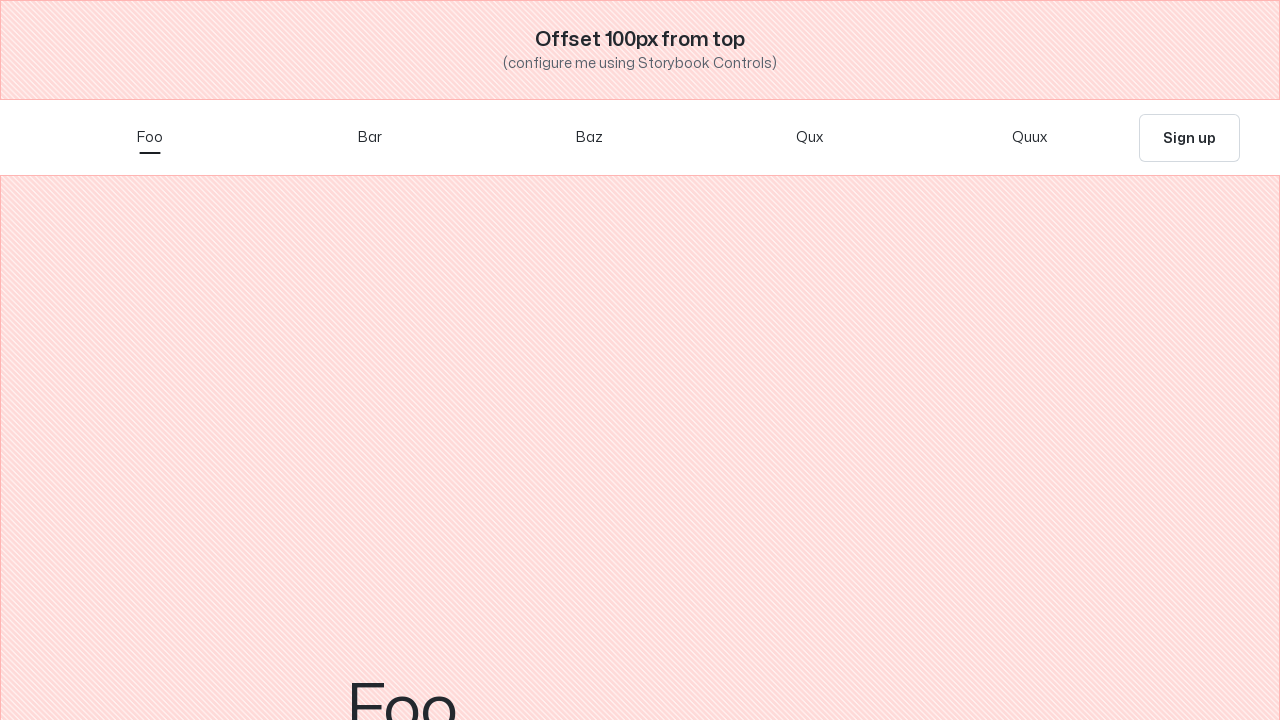 Offset 100px from top
(configure me using Storybook Controls)
Foo Bar Baz Qux Quux Sign up
Foo